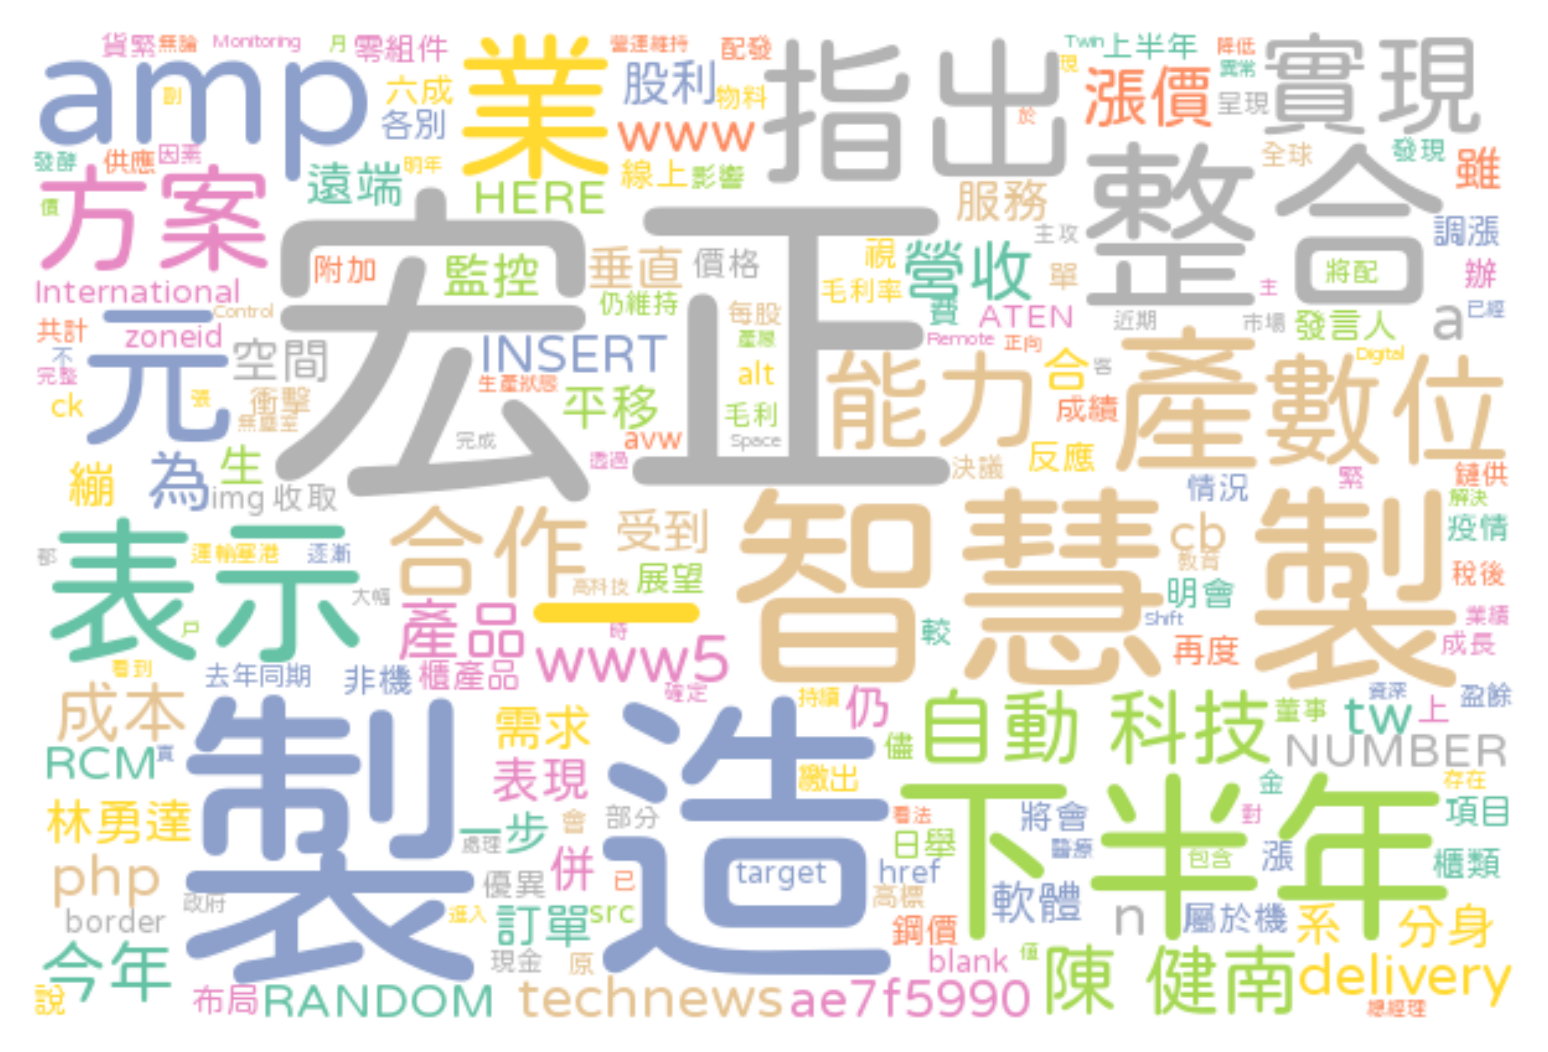 貨緊 無論 Monitoring 月 零組件 營運維持 配發 Twin 上半年 降低 實現
amp 業 六成 股利 物料 指出 現 漲價 異常 呈現
劃 各別 www 於
發酵 供應 因素 明年 線上 影響 全球 發現 雖
方案 遠端 HERE 服務 整合
價 宏正 主攻 調漲
附加 監控 垂直 價格 視 營收 單 將配 辦
International 仍維持 毛利率 主
共計 Control 每股 費 ATEN 近期 市場 發言人 a 已經
元 zoneid 不 空間 INSERT 產線 Remote 正向 Digital
完整 生產狀態 alt 能力 合 客 產 數位
ck 張 衝擊 平移 毛利 成績
無塵室 完成 avw Space
繃 為 生 透過 決議 反應 緊 鏈供
img 收取 情況 解決
表示 合作 受到 智慧 製 cb 疫情
都 運輸塞港 逐漸 教育
大幅 高科技 展望 明會 稅後
戶 產品 一 時 較 Shift 業績
看到 去年同期 非機 櫃產品 www5 再度 成長
成本 確定 持續 仍 自動 科技 董事 資深 盈餘
製造 需求 儘 tw 上
RCM 實 表現 繳出 NUMBER
下半年 金 存在
林勇達 一步 會 部分 看法 將會 對 項目
處理 日舉 醫療 包含 漲 櫃類
php 優異 併 已 target href
政府 高標 軟體
border 進入 訂單 src 鋼價 n 屬於機 系 分身
今年 現金 原 blank 僅 陳 健南 delivery
說 布局 RANDOM technews ae7f5990 總經理